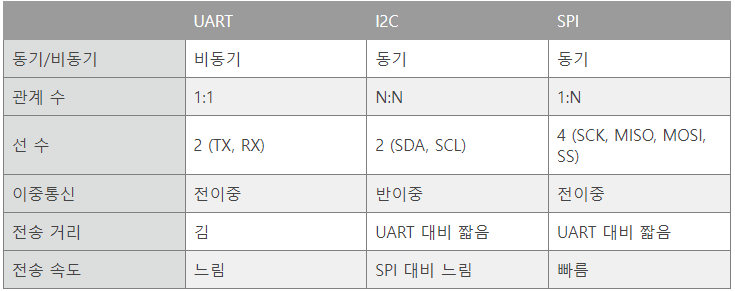 UART I2C SPI
동기/비동기 비동기 동기 동기
관계 수 1:1 N:N 1:N
선 수 2 (TX, RX) 2 (SDA, SCL) 4 (SCK, MISO, MOSI,
SS)
이중통신 전이중 반이중 전이중
전송 거리 김 UART 대비 짧음 UART 대비 짧음
전송 속도 느림 SPI 대비 느림 빠름